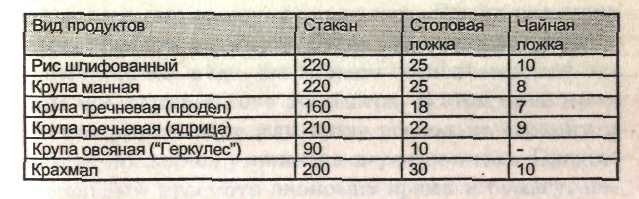 Вид продуктов Стакан Столовая ложка Чайная ложка
Рис шлифованный 220 25 10
Крупа манная 220 25 8
Крупа гречневая (продел) 160 18 7
Крупа гречневая (ядрица) 210 22 9
Крупа овсяная ("Геркулес") 90 10 -
Крахмал 200 30 10